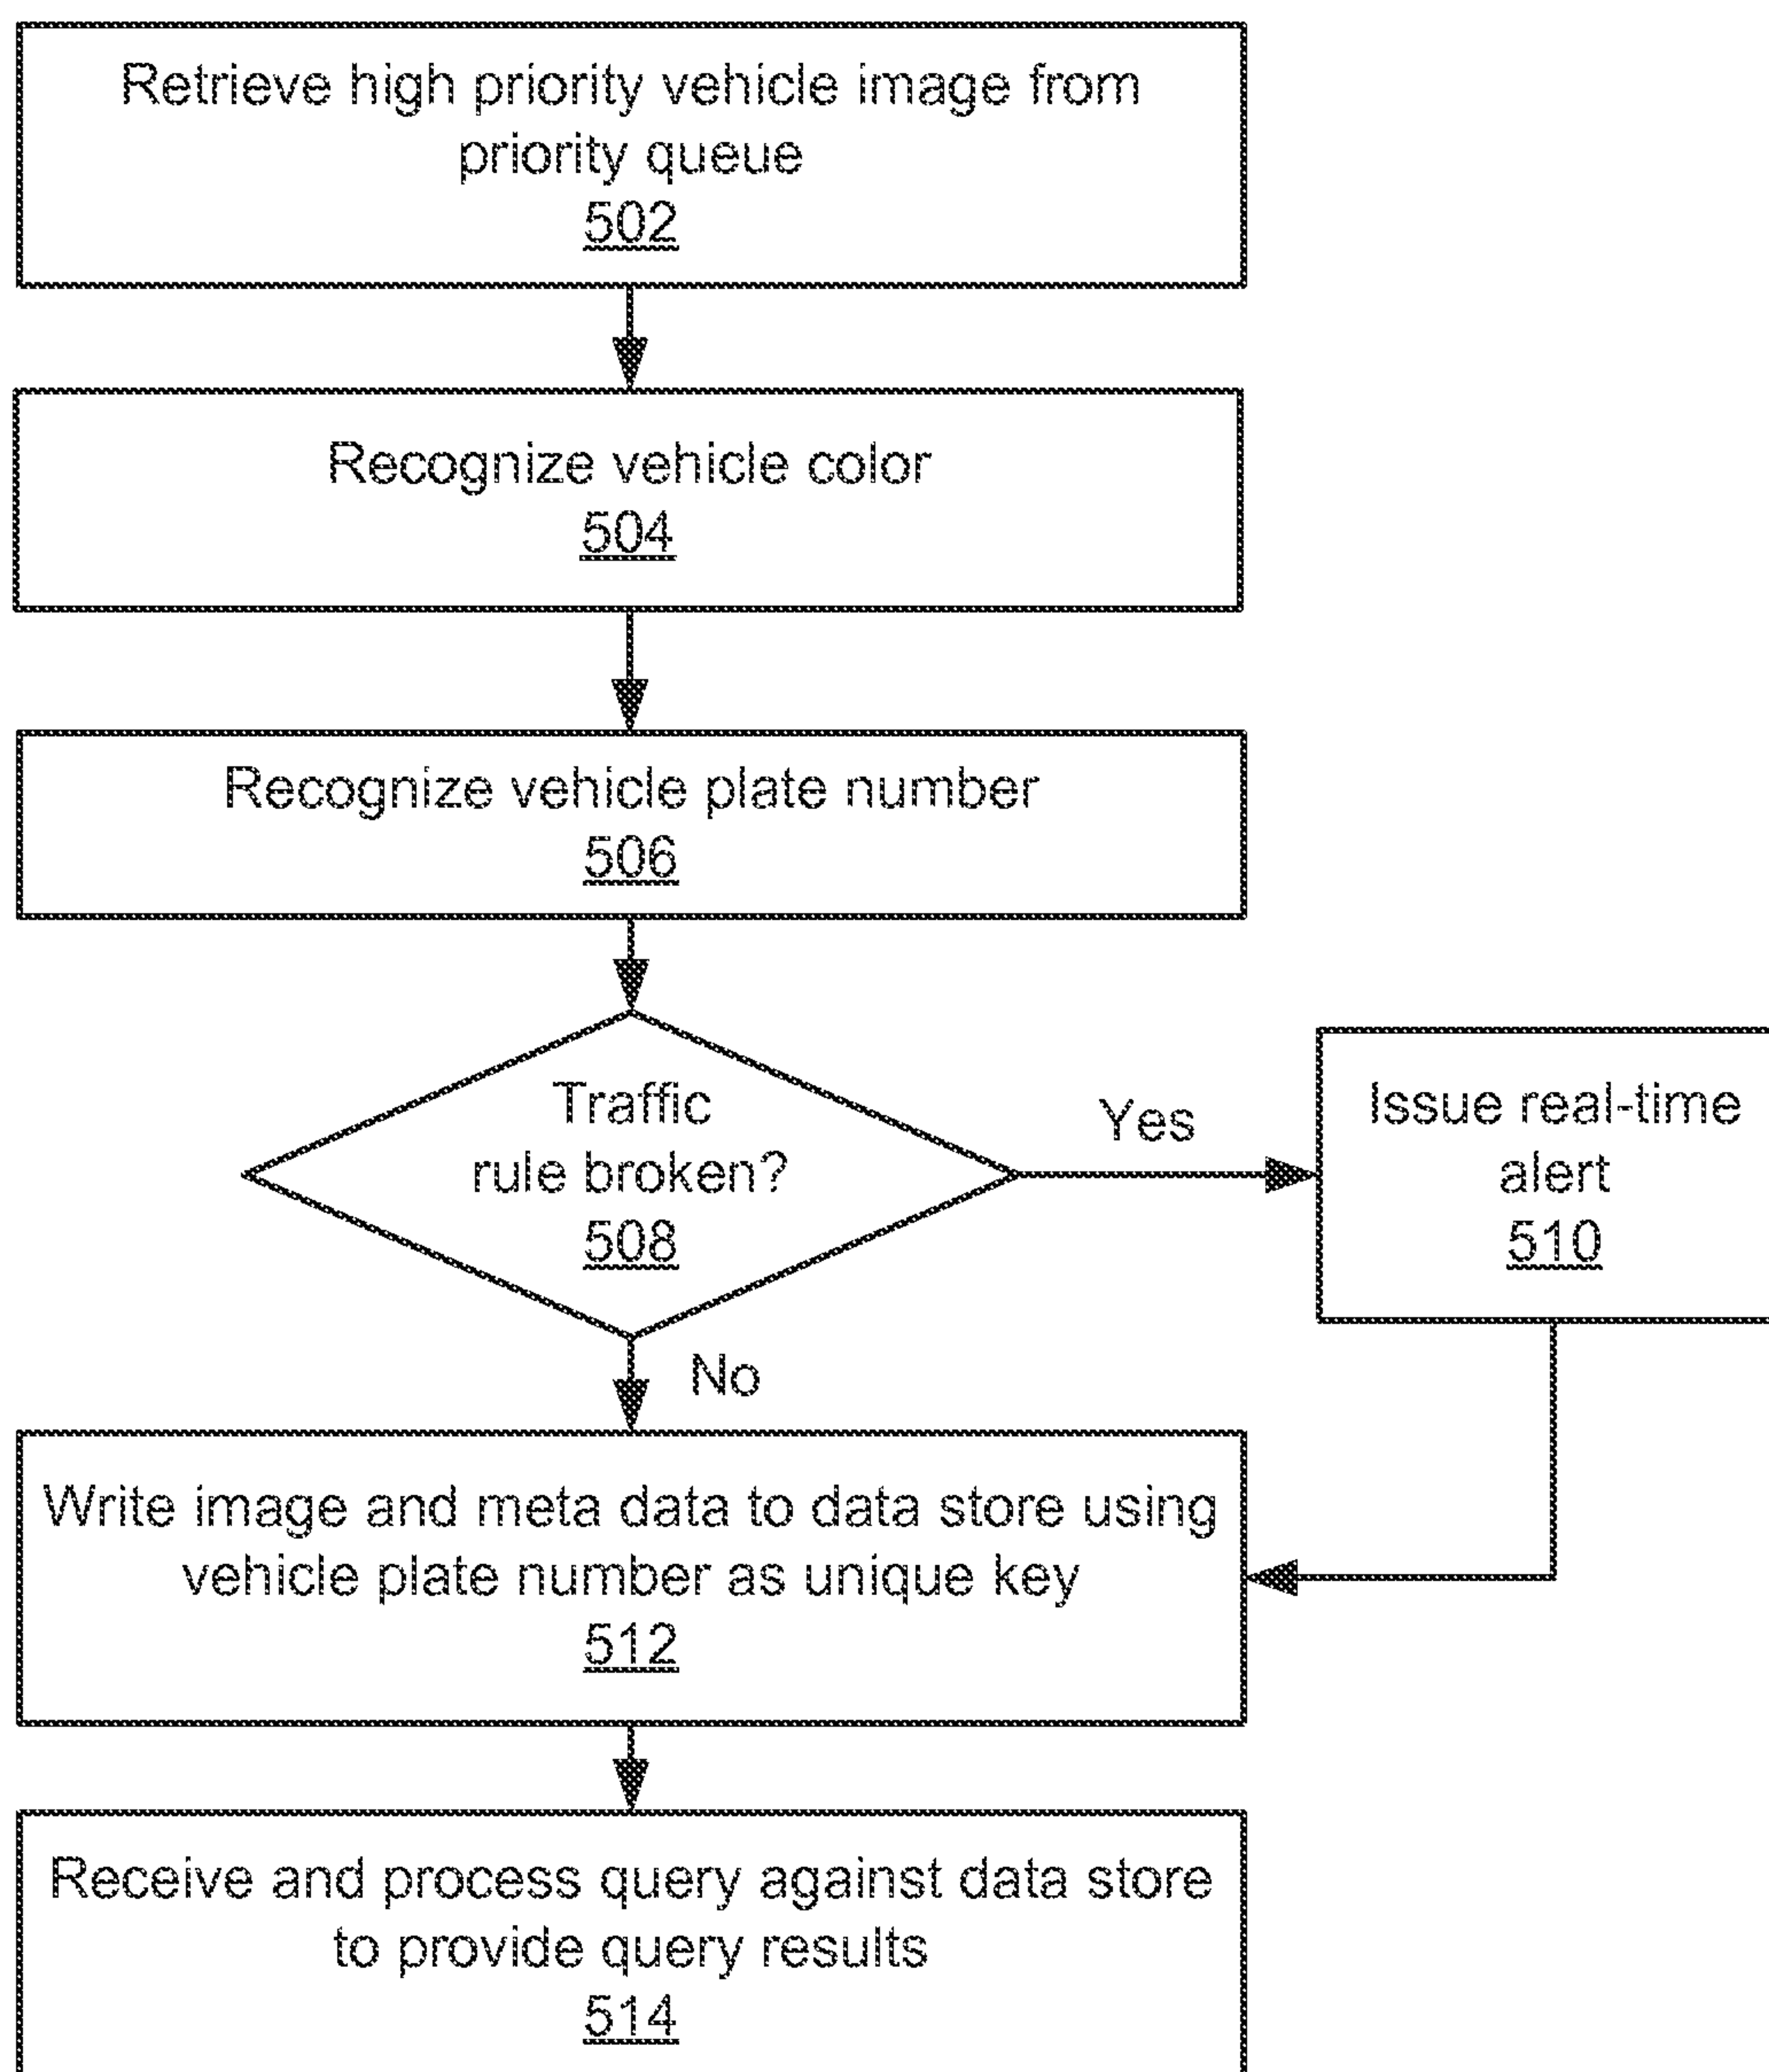 Retrieve high priority vehicle image from
priority queue
502
Recognize vehicle color
504
Recognize vehicle plate number
506
Traffic
rule broken?
508
Yes
Issue real-time
alert
510
No
Write image and meta data to data store using
vehicle plate number as unique key
512
Receive and process query against data store
to provide query results
514